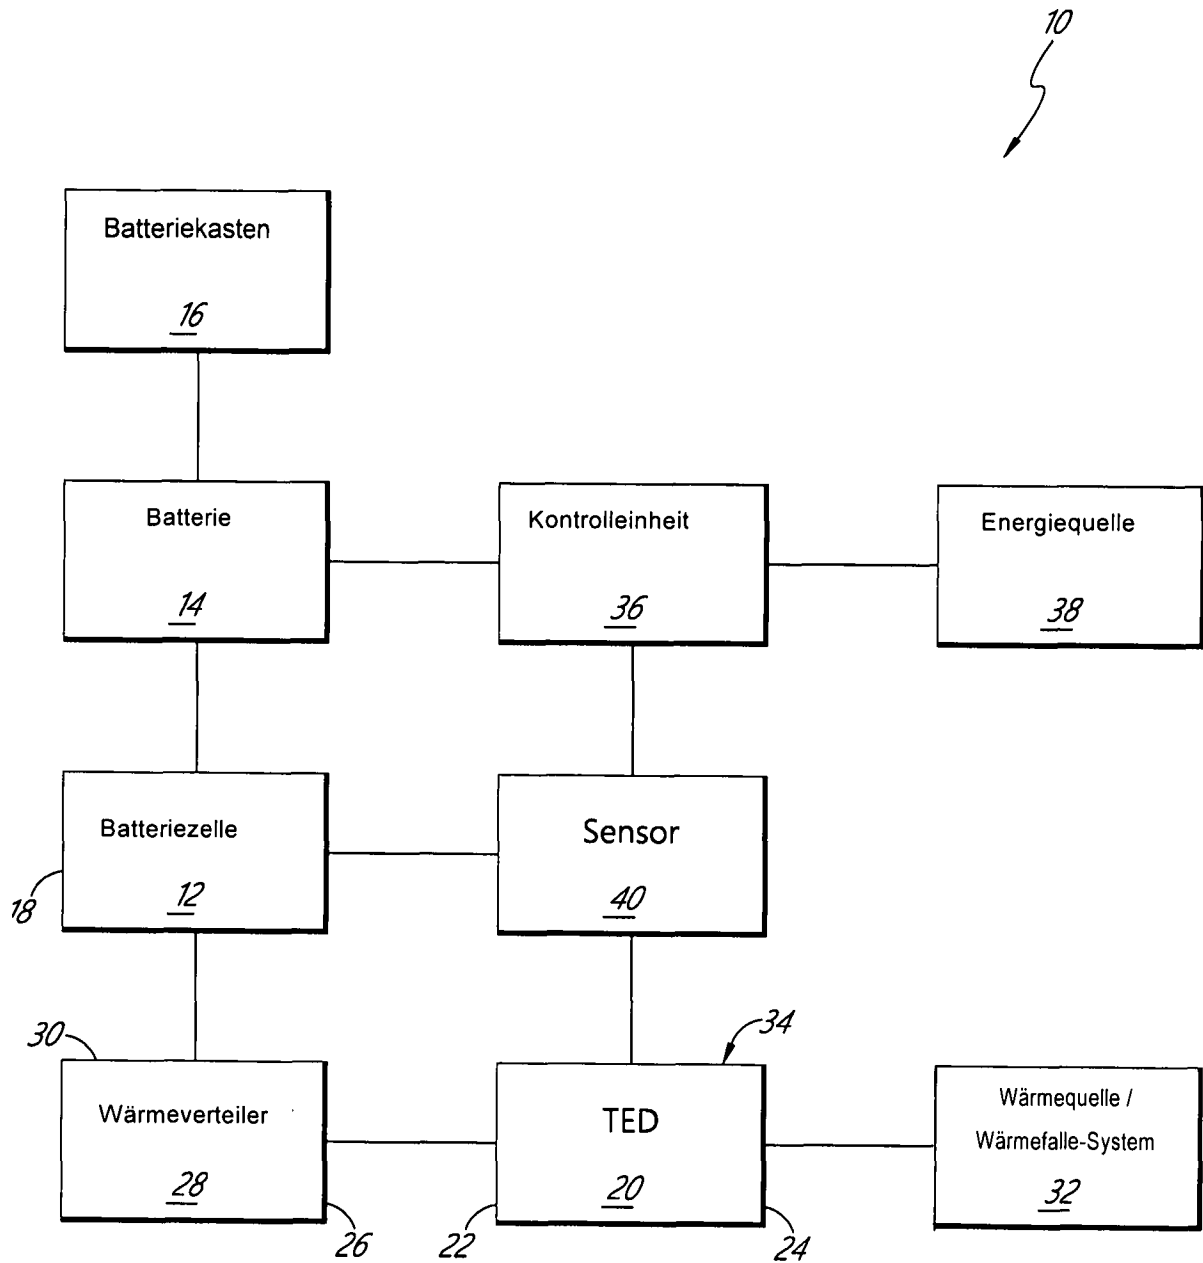 10
Batteriekasten
16
Batterie
14
Kontrolleinheit
36
Energiequelle
38
Batteriezelle
12
18
Sensor
40
30
Wärmeverteiler
28
26
34
TED
20
22
24
Wärmequelle /
Wärmefalle-System
32